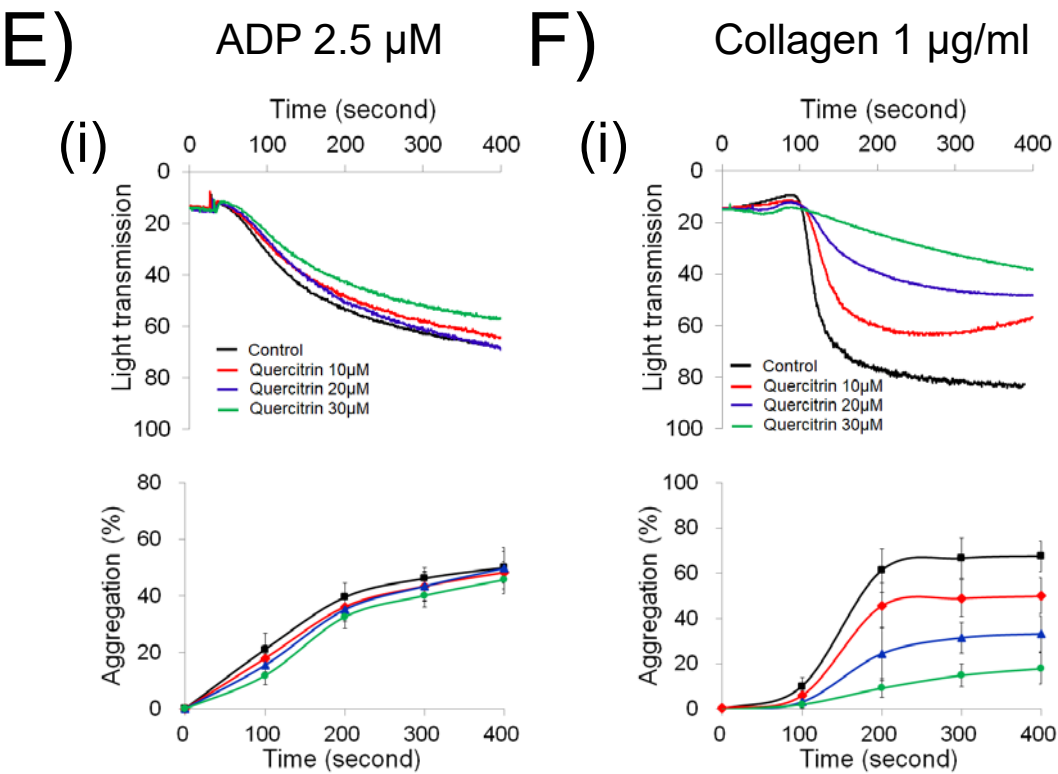 E) ADP 2.5 µM
F) Collagen 1 µg/ml
(i)
Time (second)
0 100 200 300 400
Light transmission
0
20
40
60
80
100
Control
Quercitrin 10µM
Quercitrin 20µM
Quercitrin 30µM
(i)
Time (second)
0 100 200 300 400
Light transmission
0
20
40
60
80
100
Control
Quercitrin 10µM
Quercitrin 20µM
Quercitrin 30µM
Aggregation (%)
80
60
40
20
0
0 100 200 300 400
Time (second)
Aggregation (%)
100
80
60
40
20
0
0 100 200 300 400
Time (second)